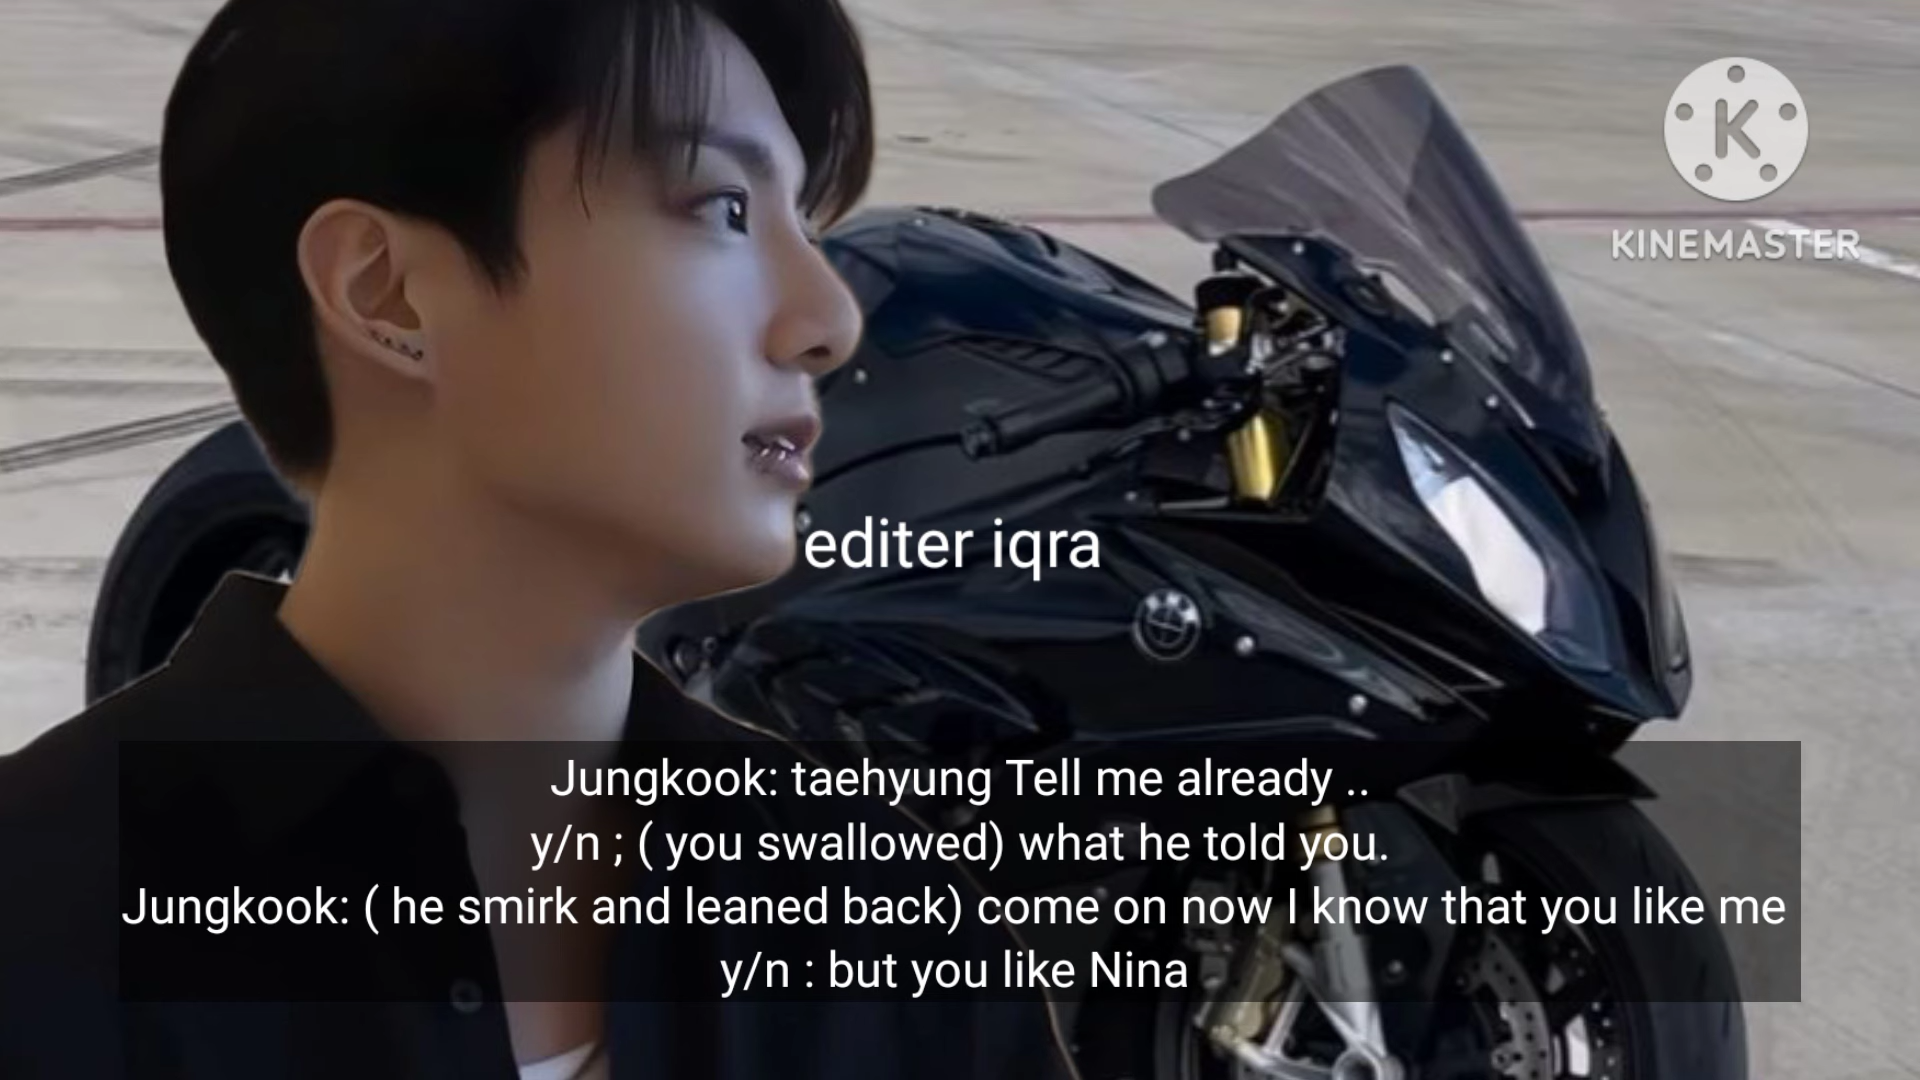 KINEMASTER
editer iqra
Jungkook: taehyung Tell me already ..
y/n ; ( you swallowed) what he told you.
Jungkook: ( he smirk and leaned back) come on now I know that you like me
y/n : but you like Nina